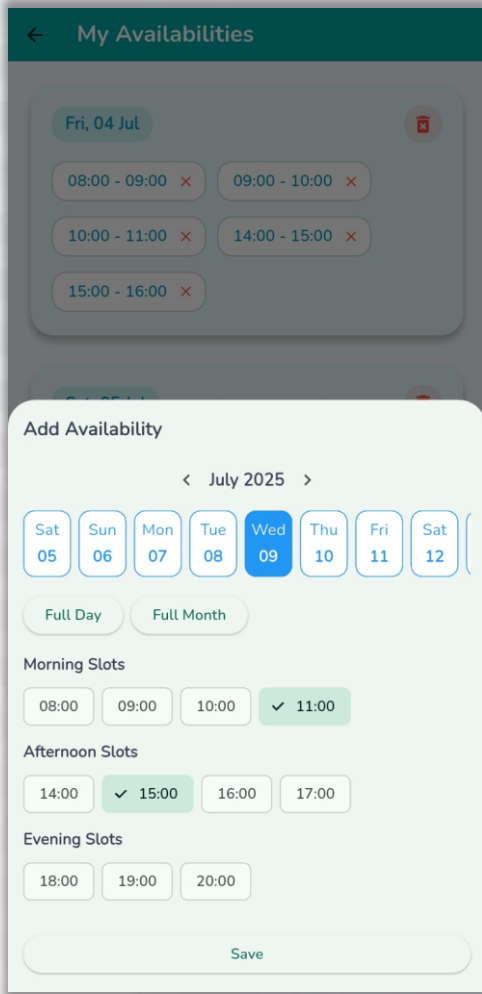 My Availabilities
Fri, 04 Jul
08:00 - 09:00 09:00 - 10:00
10:00 - 11:00 14:00 - 15:00
15:00 - 16:00
Add Availability
July 2025
Sat Sun Mon Tue Wed Thu Fri Sat
05 06 07 08 09 10 11 12
Full Day Full Month
Morning Slots
08:00 09:00 10:00 11:00
Afternoon Slots
14:00 15:00 16:00 17:00
Evening Slots
18:00 19:00 20:00
Save